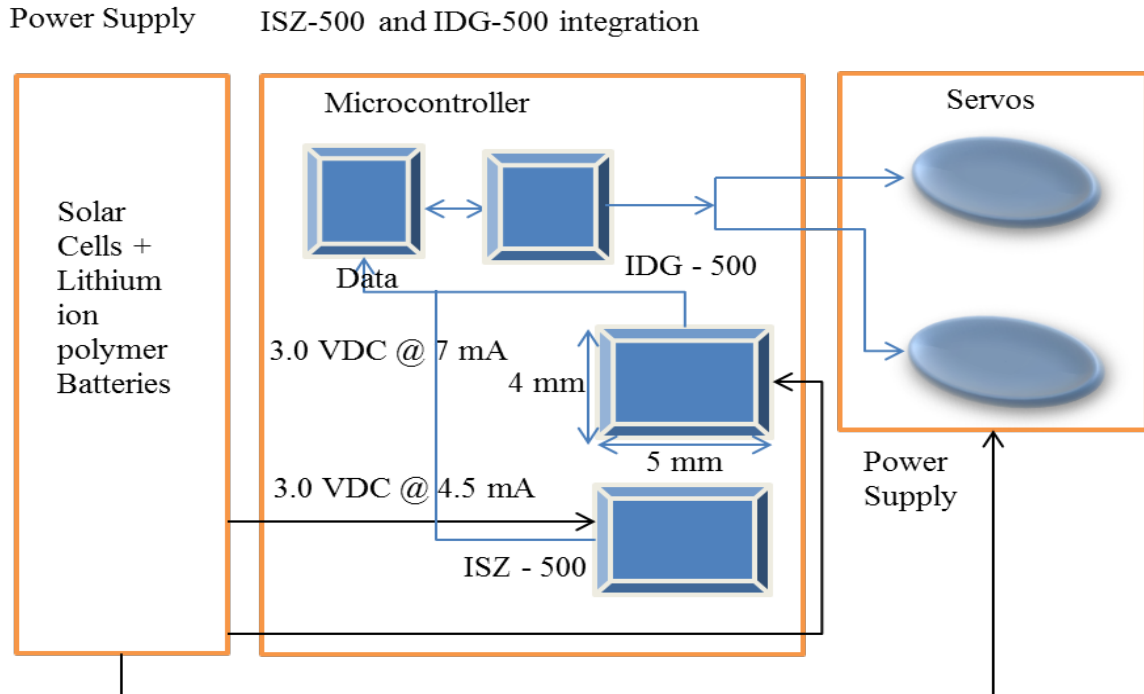 Power Supply
ISZ-500 and IDG-500 integration
Solar
Cells +
Lithium
ion
polymer
Batteries
Microcontroller
Data
IDG - 500
3.0 VDC @ 7 mA
4 mm
5 mm
3.0 VDC @ 4.5 mA
ISZ - 500
Servos
Power
Supply